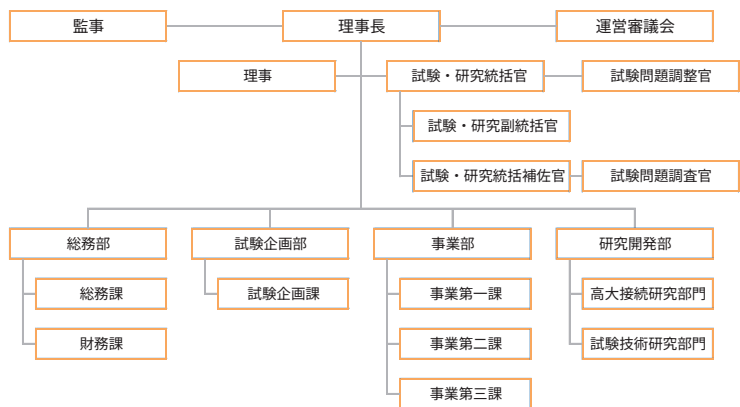 監事
理事長
運営審議会
理事
試験・研究統括官
試験問題調整官
試験・研究副統括官
試験・研究統括補佐官
試験問題調査官
総務部
試験企画部
事業部
研究開発部
総務課
試験企画課
事業第一課
高大接続研究部門
財務課
事業第二課
試験技術研究部門
事業第三課